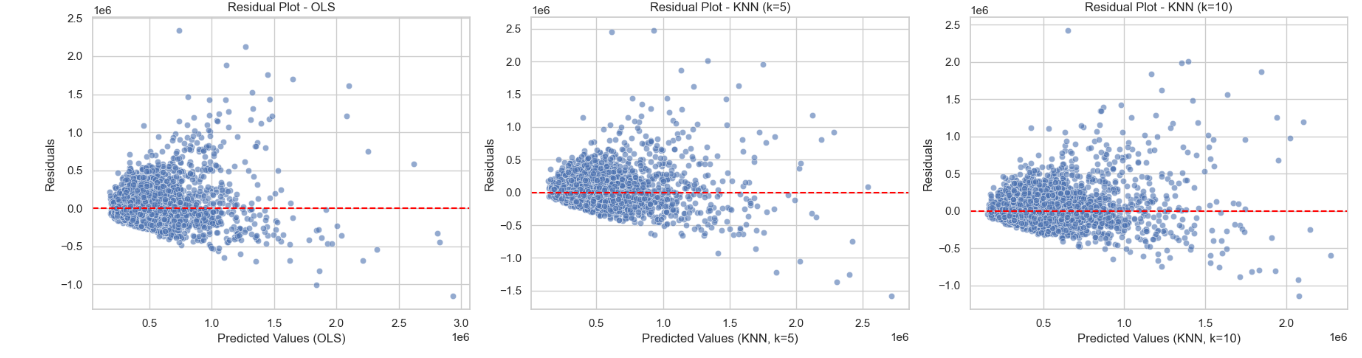 Residual Plot - OLS
1e6
2.5
2.0
1.5
1.0
0.5
0.0
−0.5
−1.0
Residuals
0.5
1.0
1.5
2.0
2.5
3.0
1e6
Predicted Values (OLS)
Residual Plot - KNN (k=5)
1e6
2.5
2.0
1.5
1.0
0.5
0.0
−0.5
−1.0
−1.5
Residuals
0.5
1.0
1.5
2.0
2.5
1e6
Predicted Values (KNN, k=5)
Residual Plot - KNN (k=10)
1e6
2.5
2.0
1.5
1.0
0.5
0.0
−0.5
−1.0
Residuals
0.5
1.0
1.5
2.0
1e6
Predicted Values (KNN, k=10)